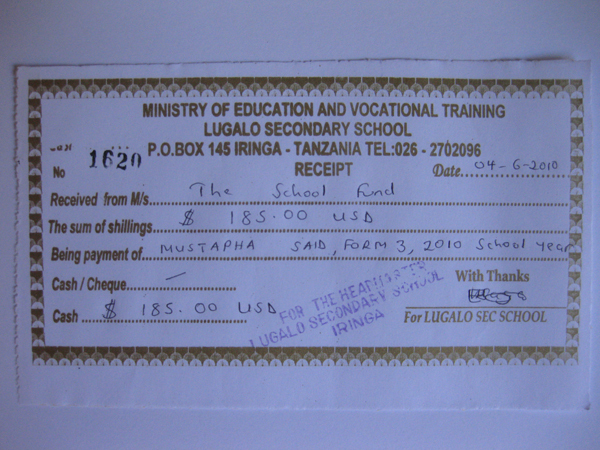 MINISTRY OF EDUCATION AND VOCATIONAL TRAINING
LUGALO SECONDARY SCHOOL
P.O.BOX 145 IRINGA - TANZANIA TEL:026 - 2702096
No 1620 RECEIPT Date 04-6-2010
Received from M/s The School Fund
The sum of shillings $ 185.00 USD
Being payment of MUSTAPHA SAID, FORM 3, 2010 School year
Cash / Cheque —
With Thanks
Cash $ 185.00 USD
For LUGALO SEC SCHOOL
FOR THE HEADMASTER
LUGALO SECONDARY SCHOOL
IRINGA